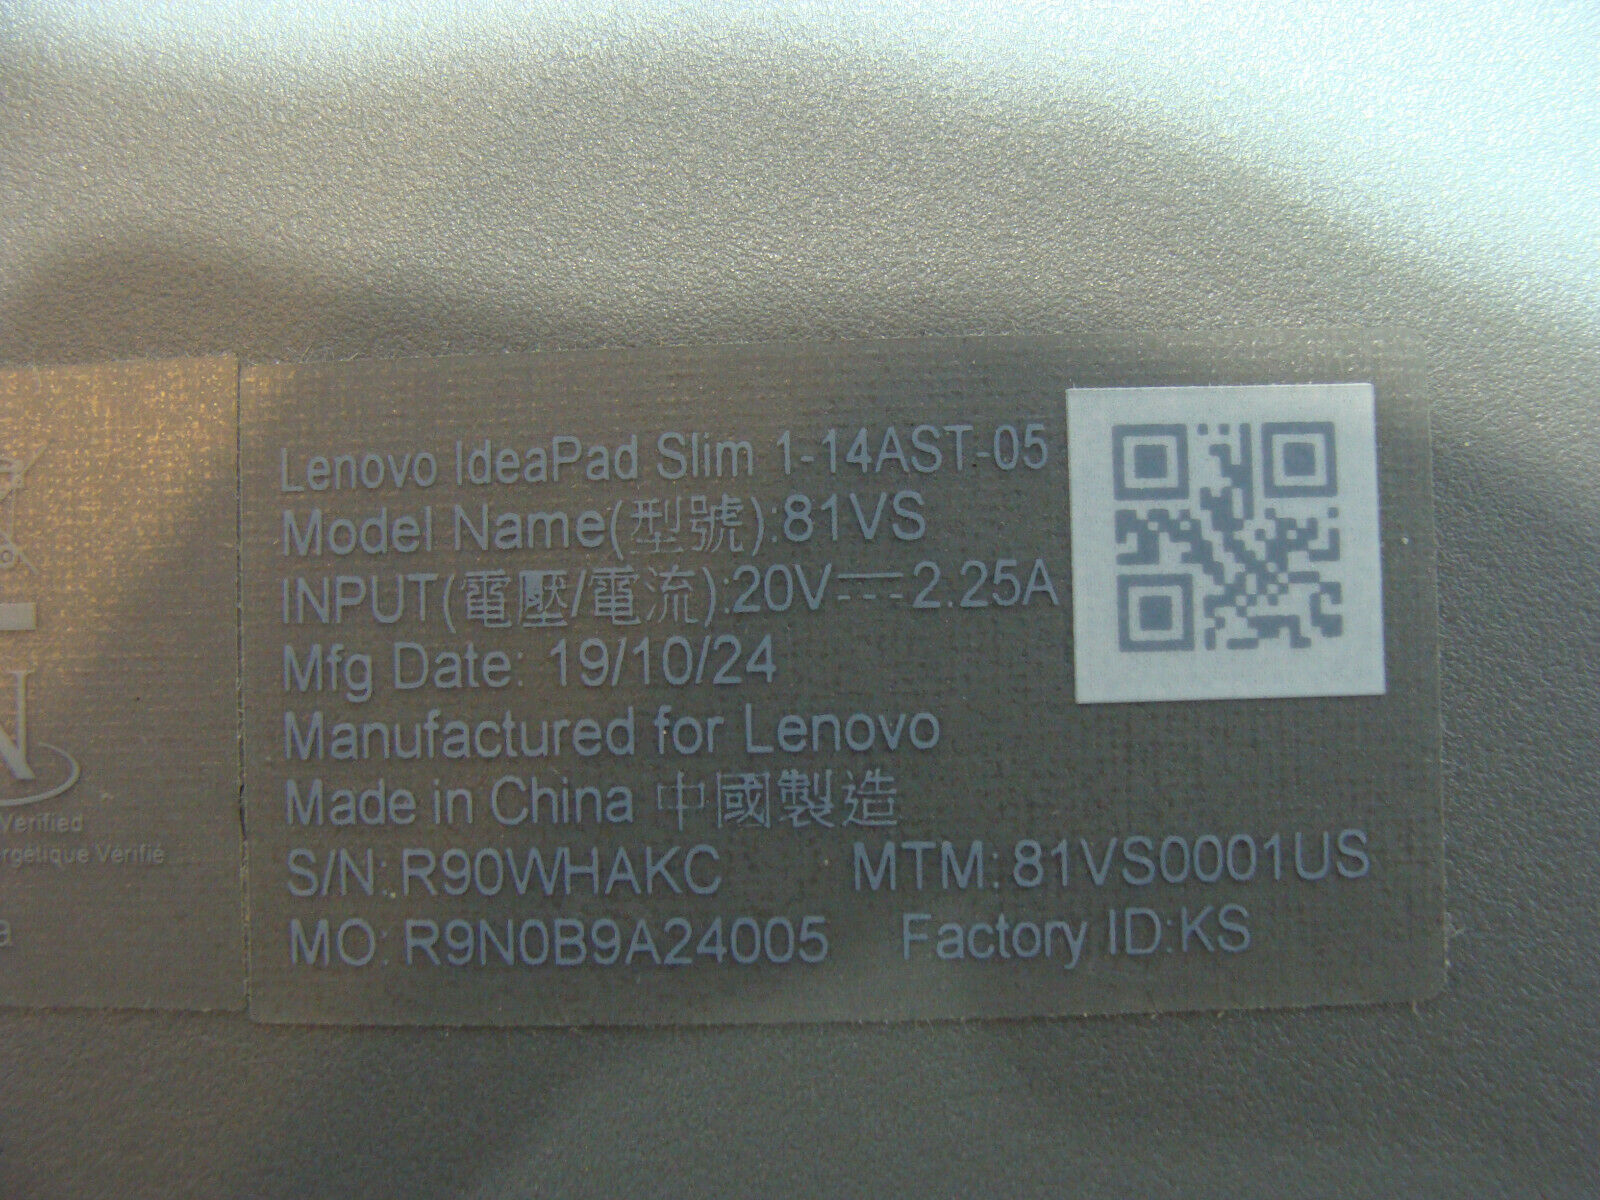 Lenovo IdeaPad Slim 1-14AST-05
Model Name(型號):81VS
INPUT(電壓/電流):20V⎓2.25A
Mfg Date: 19/10/24
Manufactured for Lenovo
Made in China 中國製造
S/N: R90WHAKC MTM: 81VS0001US
MO: R9N0B9A24005 Factory ID:KS
Verified
Vérifié